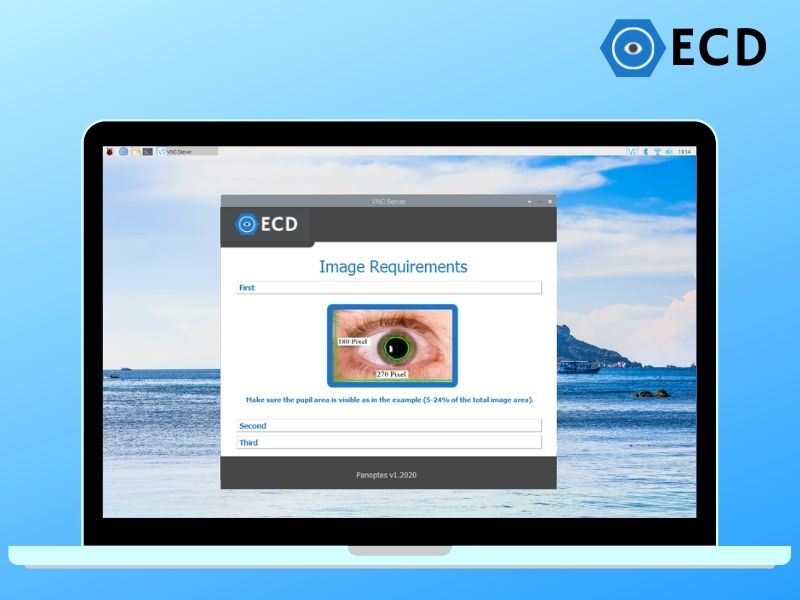 ECD
VNC Server
19:14
VNC Server
ECD
Image Requirements
First
180 Pixel
270 Pixel
Make sure the pupil area is visible as in the example (5-24% of the total image area).
Second
Third
Panoptes v1.2020